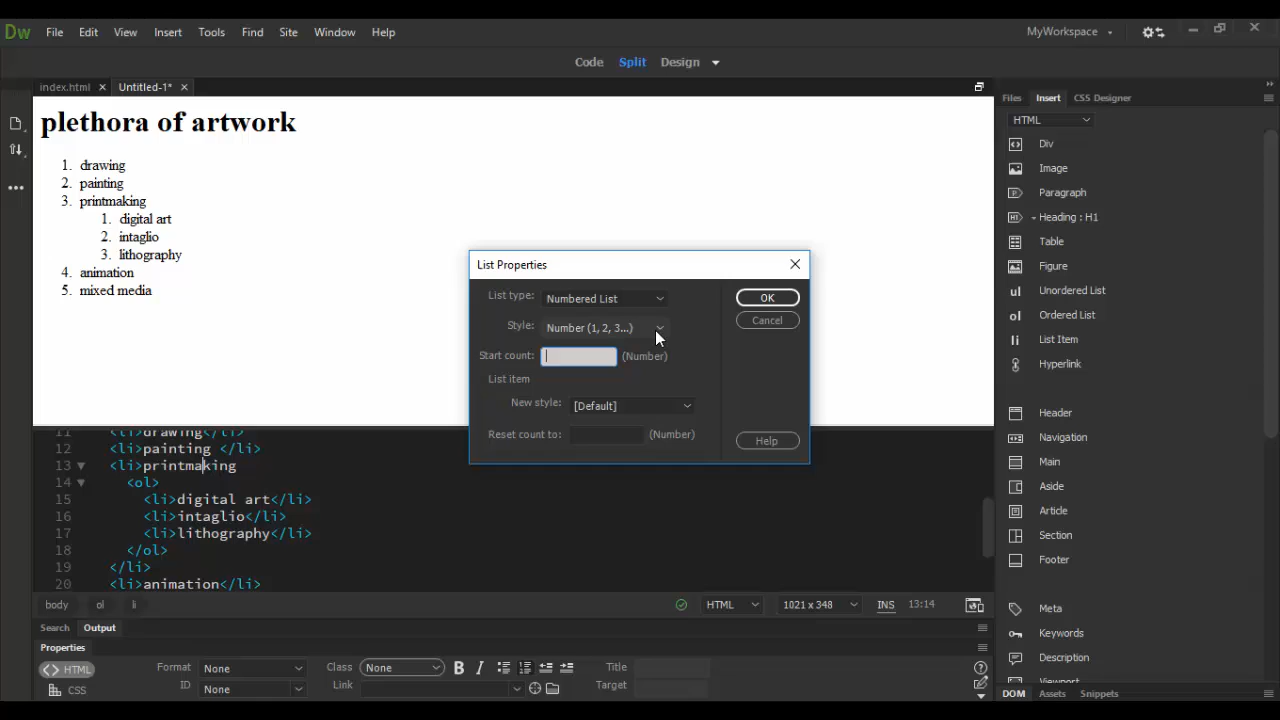 Dw File Edit View Insert Tools Find Site Window Help MyWorkspace
Code Split Design
index.html Untitled-1*
plethora of artwork
1. drawing
2. painting
3. printmaking
1. digital art
2. intaglio
3. lithography
4. animation
5. mixed media
List Properties
List type: Numbered List OK
Style: Number (1, 2, 3...) Cancel
Start count: (Number)
List item
New style: [Default]
Reset count to: (Number) Help
11 <li>drawing</li>
12 <li>painting </li>
13 <li>printmaking
14 <ol>
15 <li>digital art</li>
16 <li>intaglio</li>
17 <li>lithography</li>
18 </ol>
19 </li>
20 <li>animation</li>
body ol li HTML 1021 x 348 INS 13:14
Search Output
Properties
HTML Format None Class None B I Title
CSS ID None Link Target
Files Insert CSS Designer
HTML
Div
Image
Paragraph
H1 Heading : H1
Table
Figure
ul Unordered List
ol Ordered List
li List Item
Hyperlink
Header
Navigation
Main
Aside
Article
Section
Footer
Meta
Keywords
Description
Viewport
DOM Assets Snippets